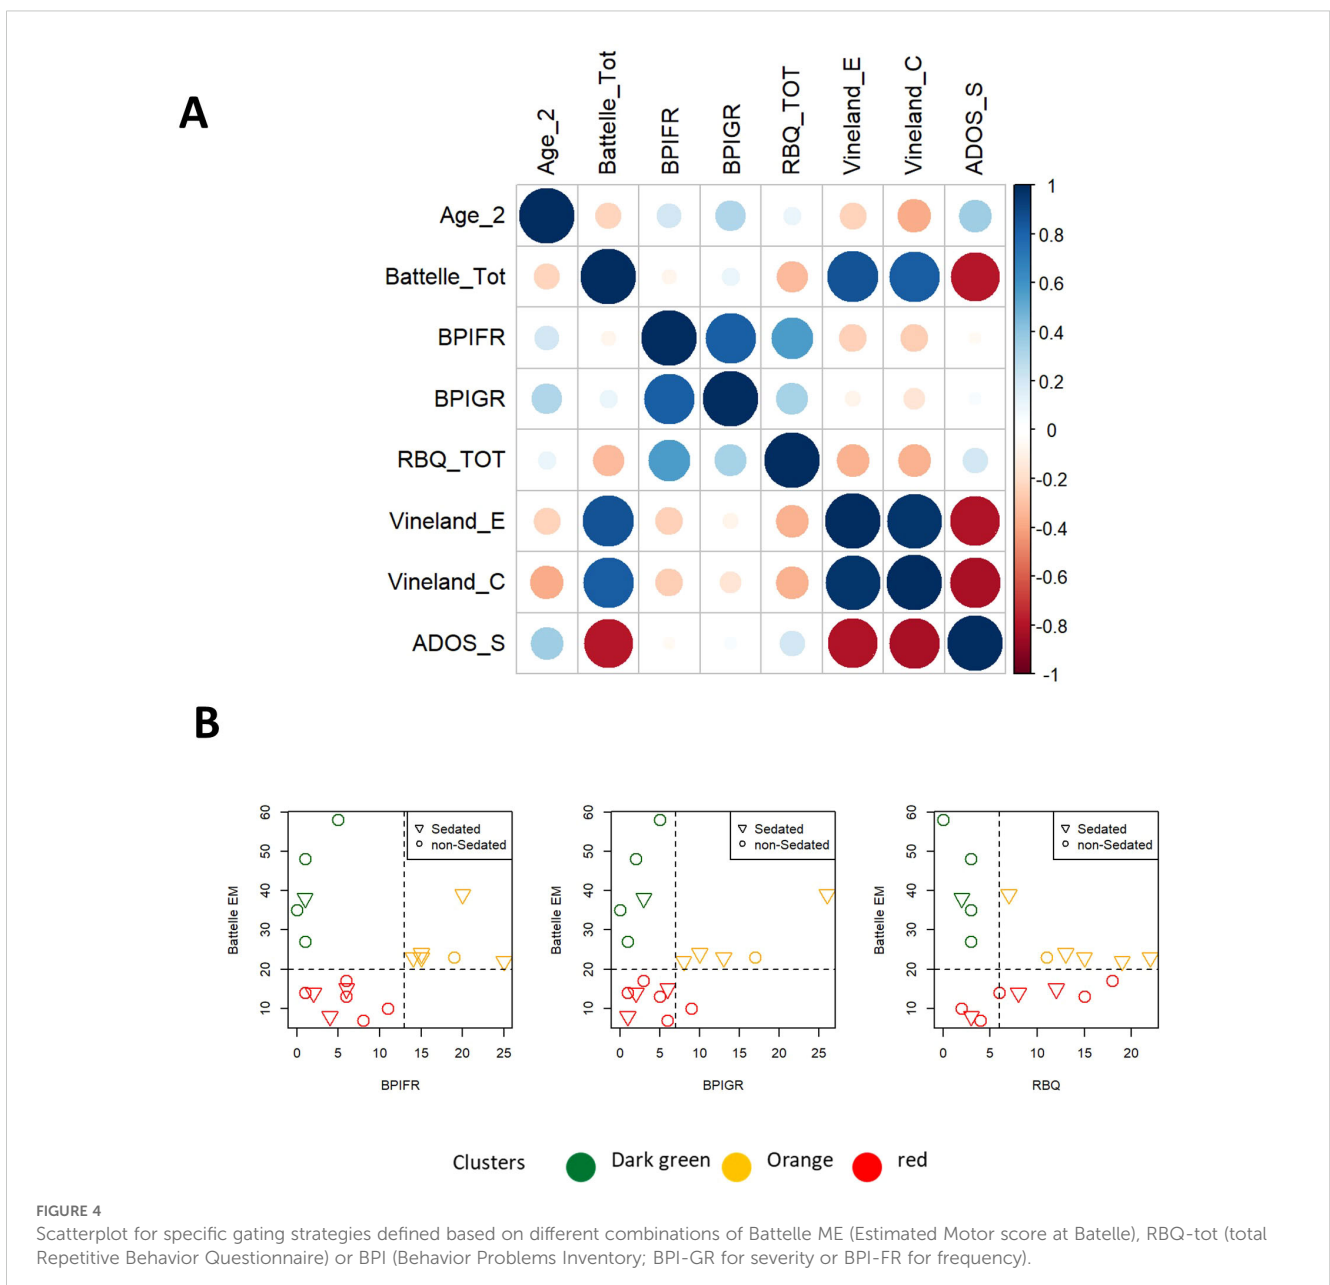 A
Age_2
Battelle_Tot
BPIFR
BPIGR
RBQ_TOT
Vineland_E
Vineland_C
ADOS_S
Age_2
Battelle_Tot
BPIFR
BPIGR
RBQ_TOT
Vineland_E
Vineland_C
ADOS_S
1
0.8
0.6
0.4
0.2
0
-0.2
-0.4
-0.6
-0.8
-1
B
Battelle EM
60
50
40
30
20
10
Sedated
non-Sedated
0 5 10 15 20 25
BPIFR
Battelle EM
60
50
40
30
20
10
Sedated
non-Sedated
0 5 10 15 20 25
BPIGR
Battelle EM
60
50
40
30
20
10
Sedated
non-Sedated
0 5 10 15 20
RBQ
Clusters Dark green Orange red
FIGURE 4
Scatterplot for specific gating strategies defined based on different combinations of Battelle ME (Estimated Motor score at Batelle), RBQ-tot (total
Repetitive Behavior Questionnaire) or BPI (Behavior Problems Inventory; BPI-GR for severity or BPI-FR for frequency).